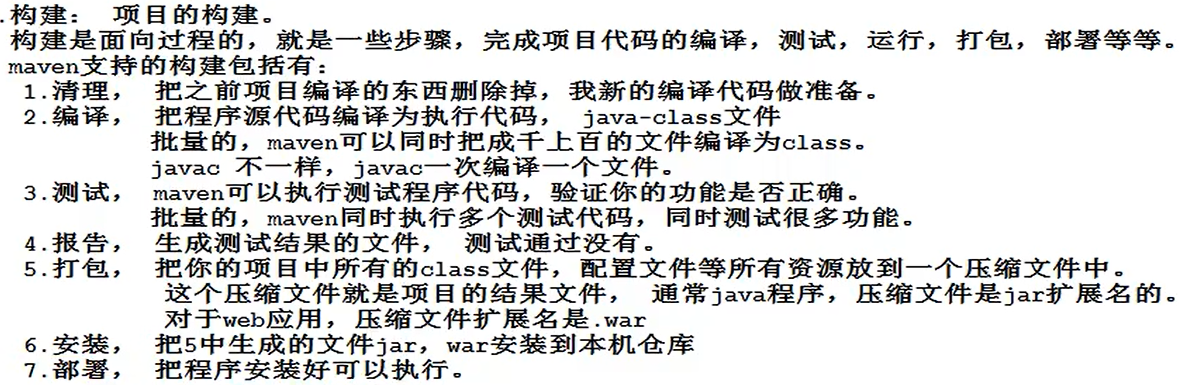 .构建： 项目的构建。
构建是面向过程的，就是一些步骤，完成项目代码的编译，测试，运行，打包，部署等等。
maven支持的构建包括有：
1.清理， 把之前项目编译的东西删除掉，我新的编译代码做准备。
2.编译， 把程序源代码编译为执行代码， java-class文件
批量的，maven可以同时把成千上百的文件编译为class。
javac 不一样，javac一次编译一个文件。
3.测试， maven可以执行测试程序代码，验证你的功能是否正确。
批量的，maven同时执行多个测试代码，同时测试很多功能。
4.报告， 生成测试结果的文件， 测试通过没有。
5.打包， 把你的项目中所有的class文件，配置文件等所有资源放到一个压缩文件中。
这个压缩文件就是项目的结果文件， 通常java程序，压缩文件是jar扩展名的。
对于web应用，压缩文件扩展名是.war
6.安装， 把5中生成的文件jar，war安装到本机仓库
7.部署， 把程序安装好可以执行。